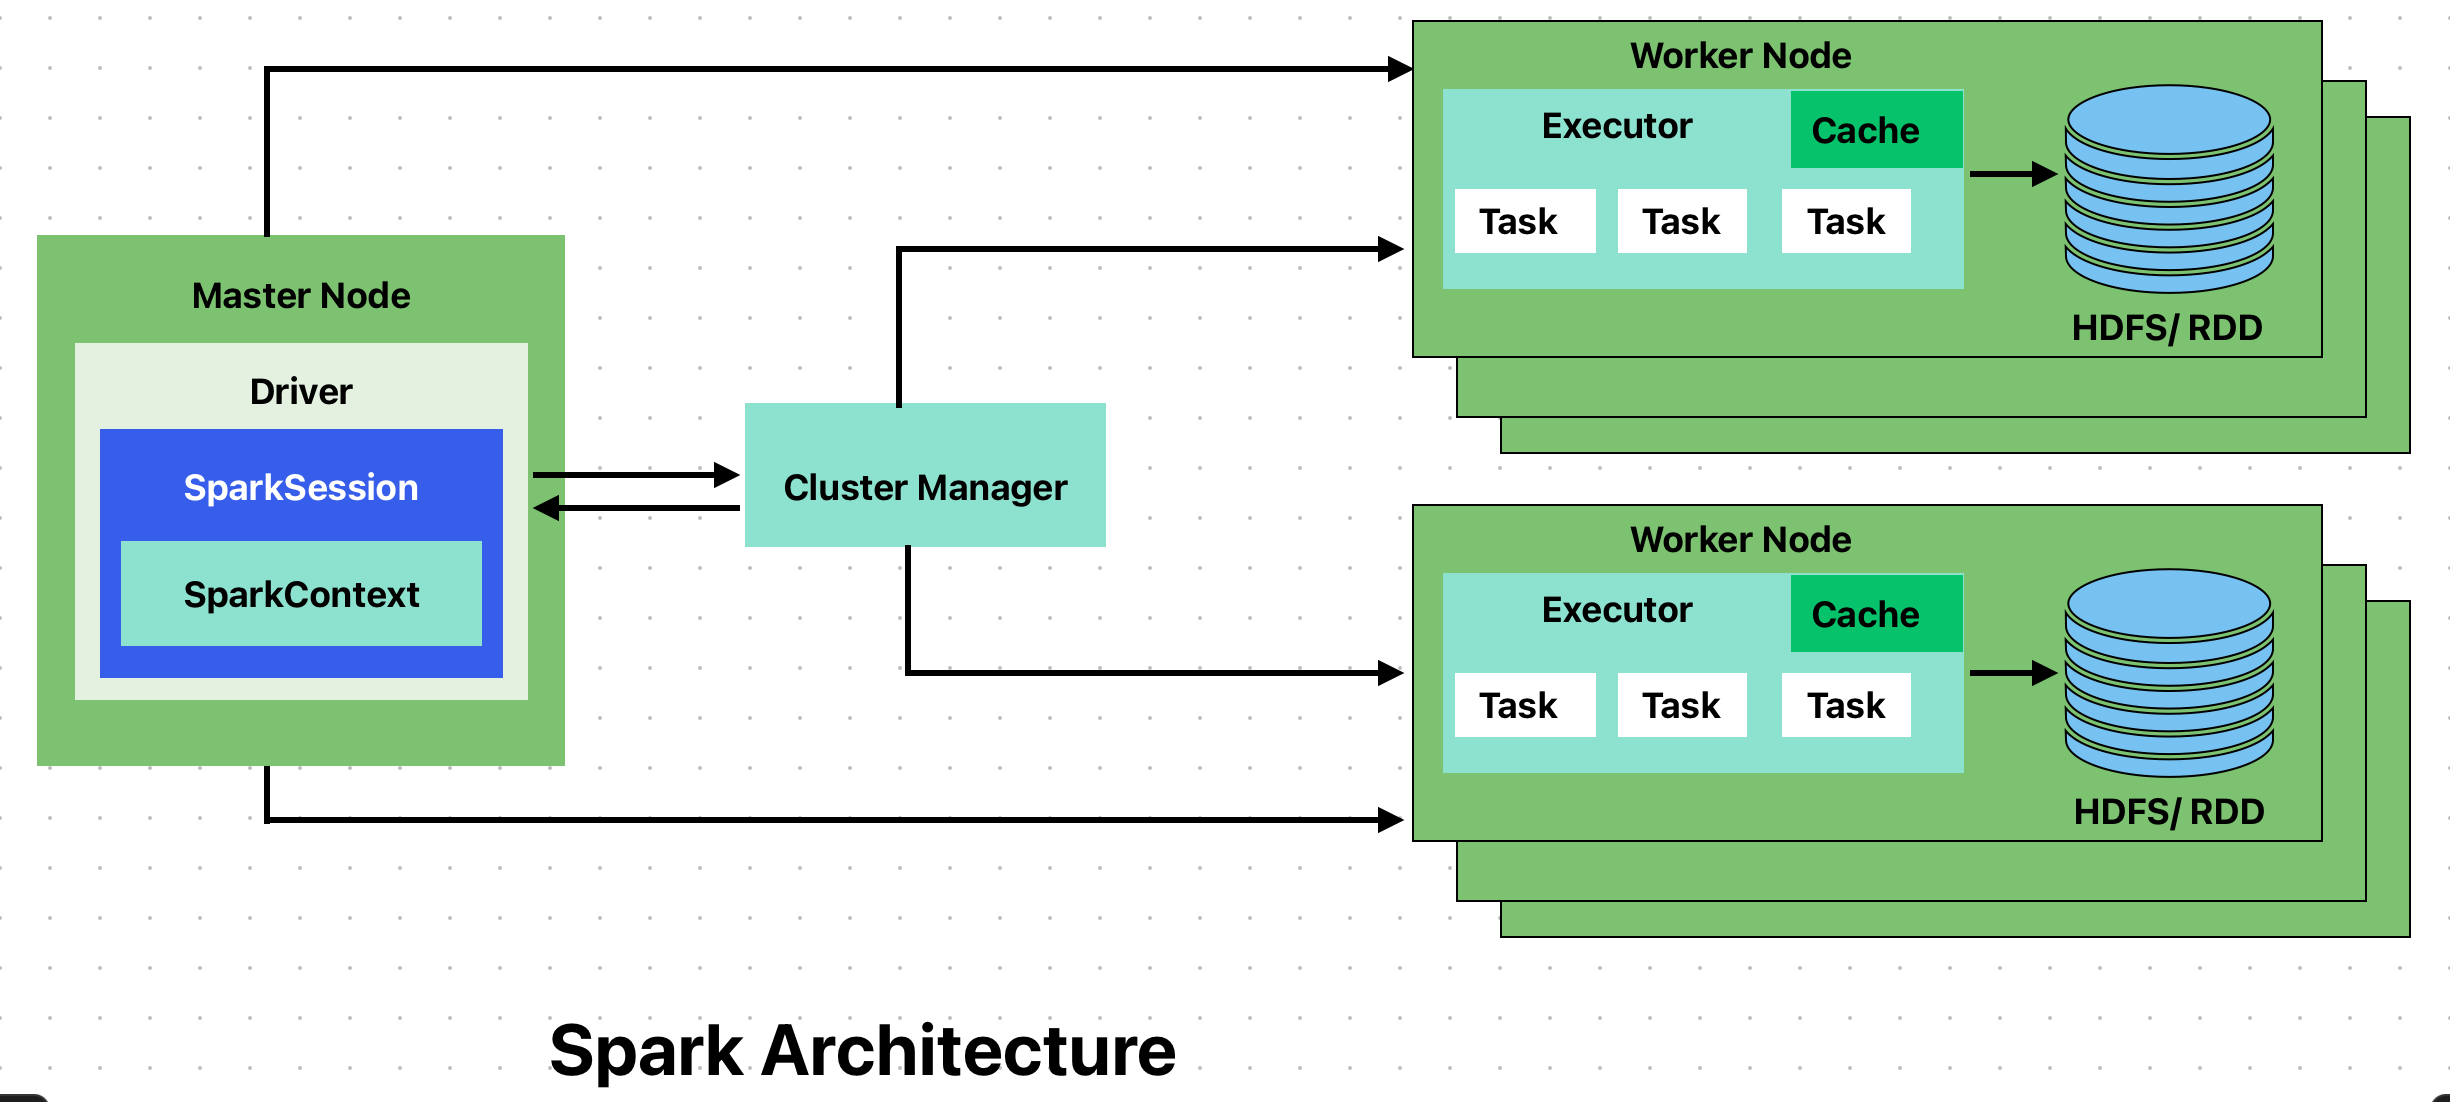 Master Node
Driver
SparkSession
SparkContext
Cluster Manager
Worker Node
Executor
Cache
Task Task Task
HDFS/ RDD
Worker Node
Executor
Cache
Task Task Task
HDFS/ RDD
Spark Architecture